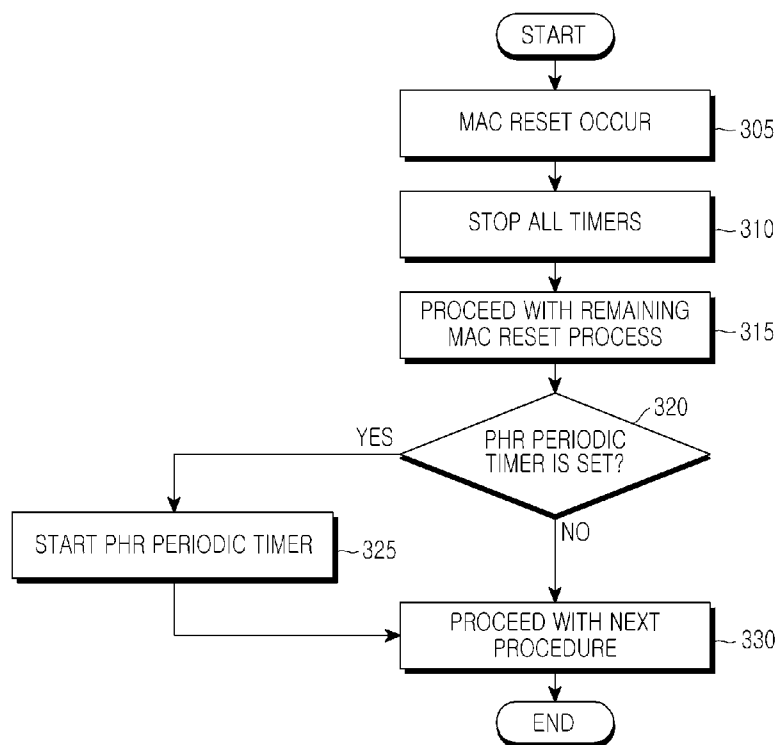 START
MAC RESET OCCUR
305
STOP ALL TIMERS
310
PROCEED WITH REMAINING
MAC RESET PROCESS
315
320
PHR PERIODIC
TIMER IS SET?
YES
NO
START PHR PERIODIC TIMER
325
PROCEED WITH NEXT
PROCEDURE
330
END